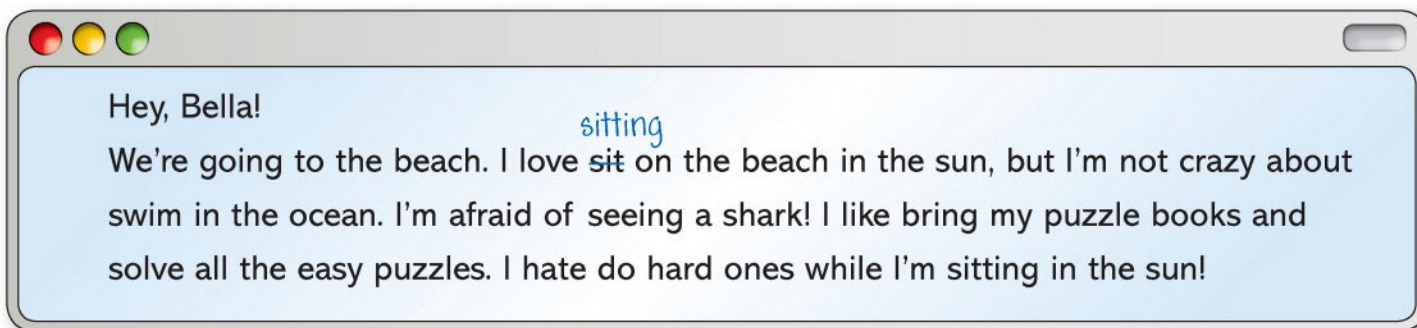 Hey, Bella!
sitting
We're going to the beach. I love sit on the beach in the sun, but I'm not crazy about
swim in the ocean. I'm afraid of seeing a shark! I like bring my puzzle books and
solve all the easy puzzles. I hate do hard ones while I'm sitting in the sun!